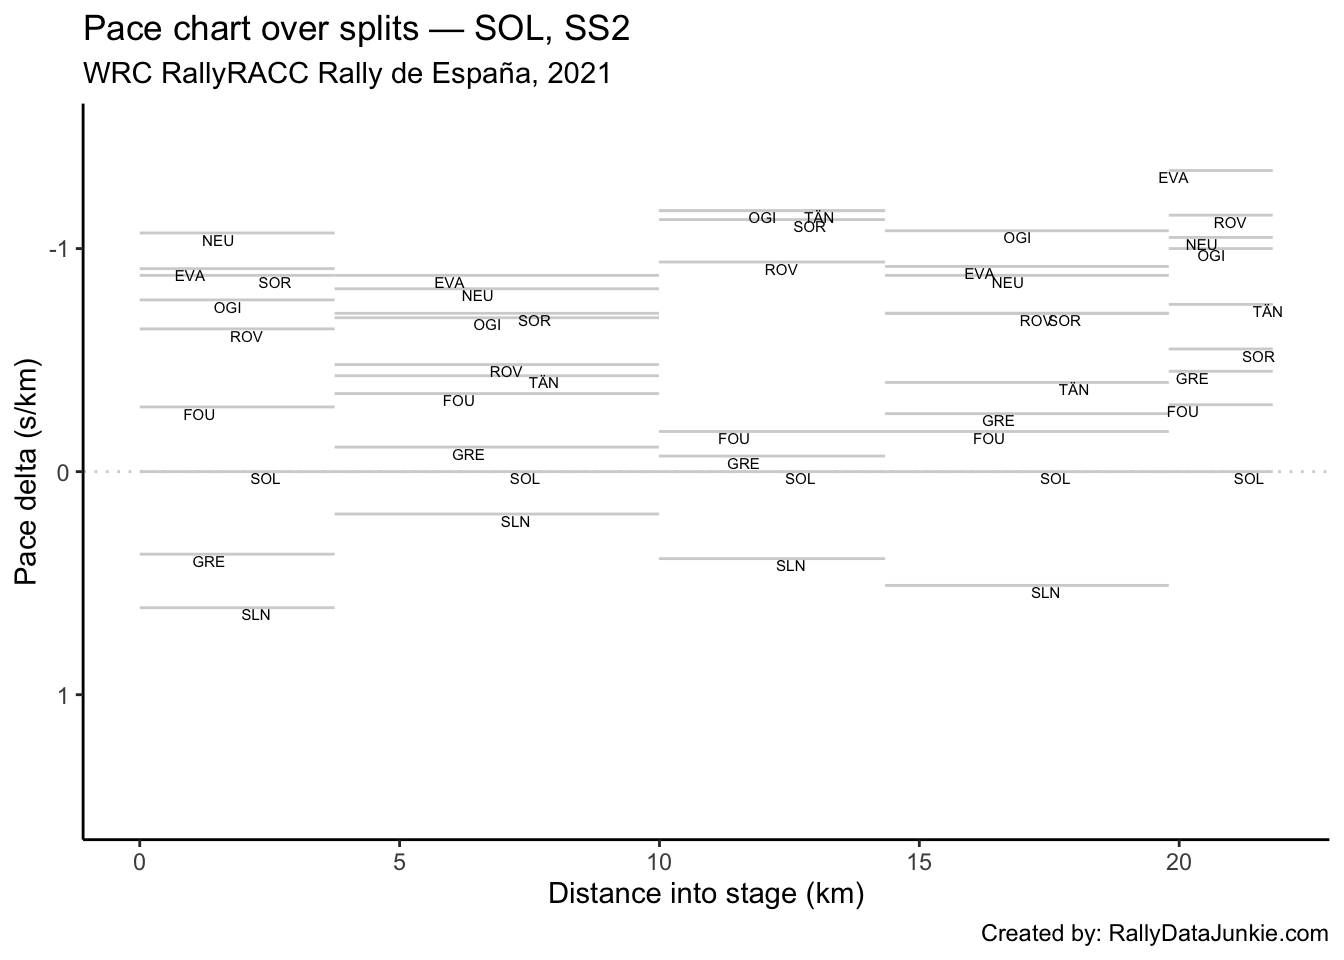 Pace chart over splits — SOL, SS2
WRC RallyRACC Rally de España, 2021
Pace delta (s/km)
-1
0
1
NEU
EVA
SOR
OGI
ROV
FOU
SOL
GRE
SLN
EVA
NEU
OGI
SOR
ROV
TÄN
FOU
GRE
SOL
SLN
OGI
TÄN
SOR
ROV
FOU
GRE
SOL
SLN
OGI
EVA
NEU
ROV
SOR
TÄN
GRE
FOU
SOL
SLN
EVA
ROV
NEU
OGI
TÄN
SOR
GRE
FOU
SOL
0 5 10 15 20
Distance into stage (km)
Created by: RallyDataJunkie.com